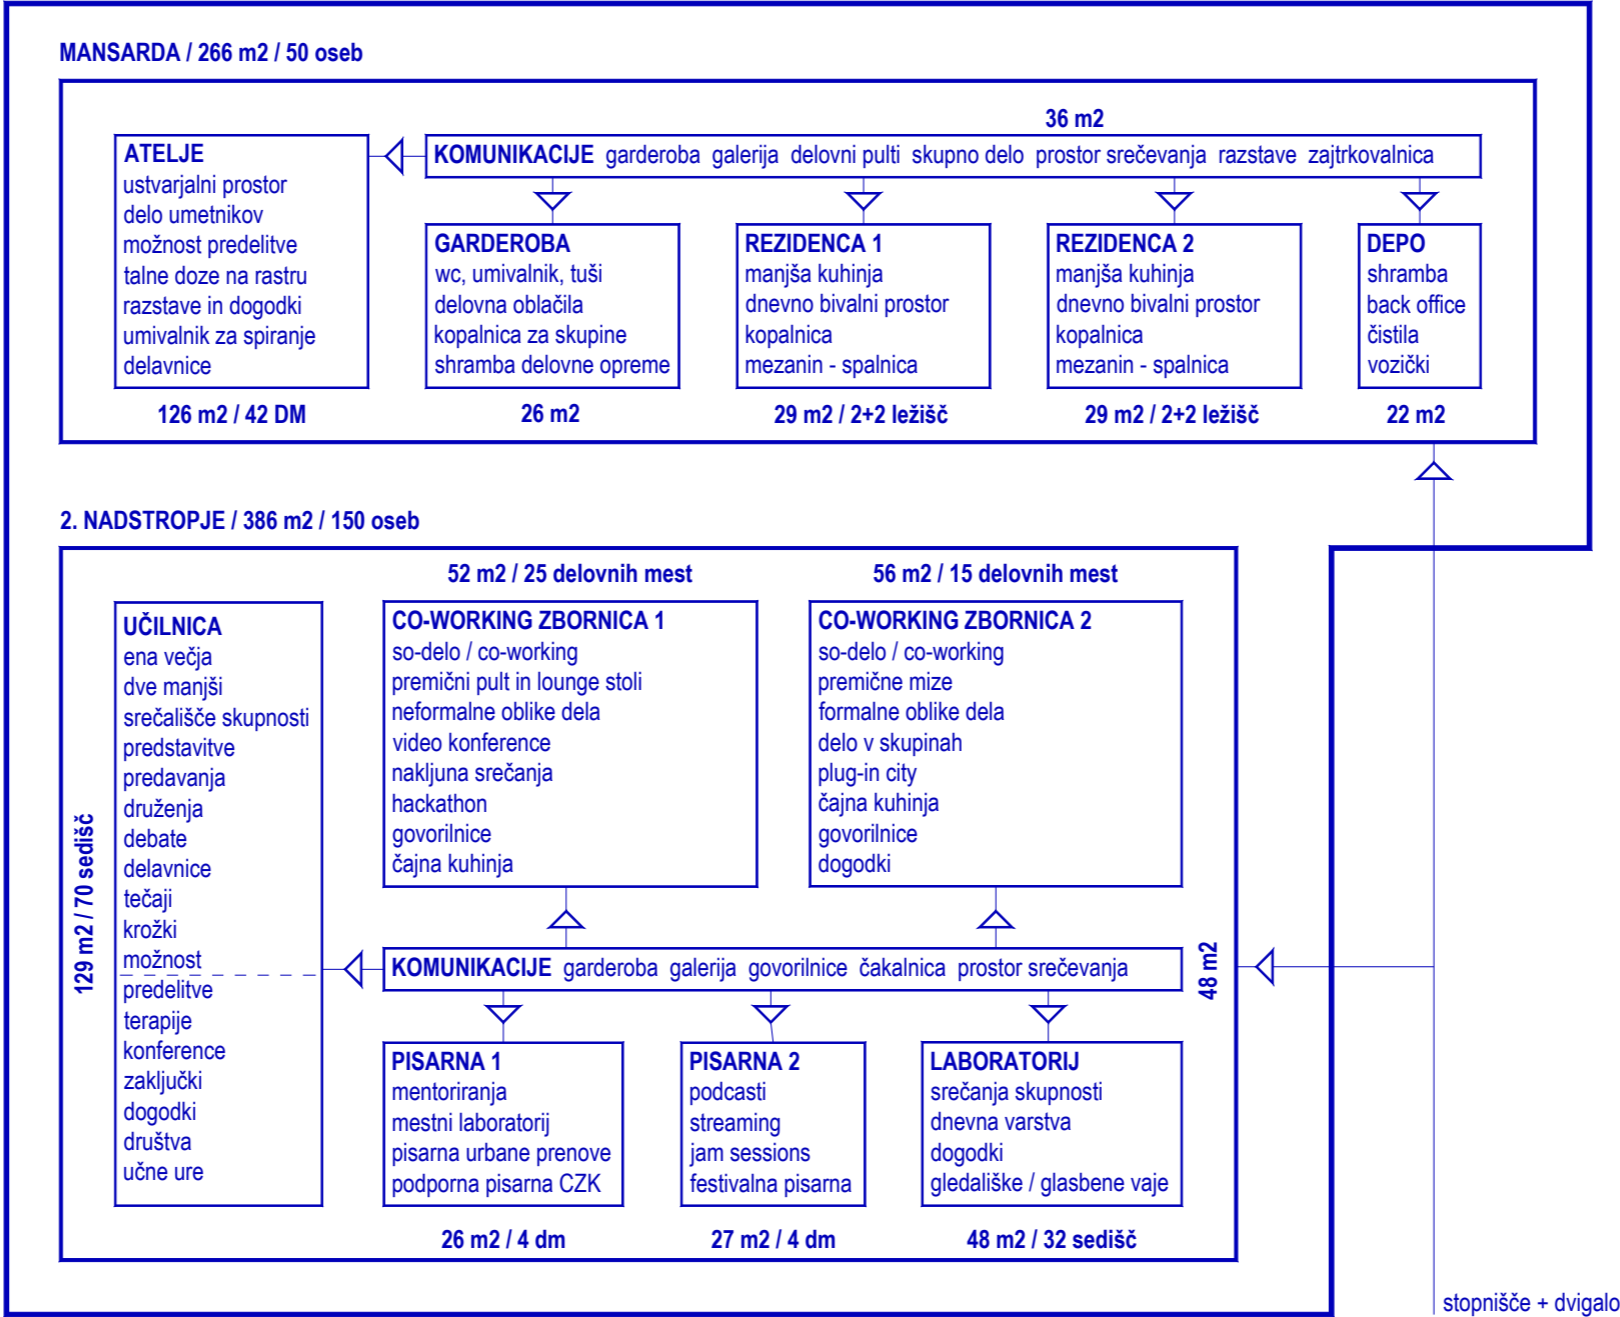 MANSARDA / 266 m2 / 50 oseb
36 m2
ATELJE
ustvarjalni prostor
delo umetnikov
možnost predelitve
talne doze na rastru
razstave in dogodki
umivalnik za spiranje
delavnice
126 m2 / 42 DM
KOMUNIKACIJE garderoba galerija delovni pulti skupno delo prostor srečevanja razstave zajtrkovalnica
GARDEROBA
wc, umivalnik, tuši
delovna oblačila
kopalnica za skupine
shramba delovne opreme
26 m2
REZIDENCA 1
manjša kuhinja
dnevno bivalni prostor
kopalnica
mezanin - spalnica
29 m2 / 2+2 ležišč
REZIDENCA 2
manjša kuhinja
dnevno bivalni prostor
kopalnica
mezanin - spalnica
29 m2 / 2+2 ležišč
DEPO
shramba
back office
čistila
vozički
22 m2
2. NADSTROPJE / 386 m2 / 150 oseb
129 m2 / 70 sedišč
UČILNICA
ena večja
dve manjši
srečališče skupnosti
predstavitve
predavanja
druženja
debate
delavnice
tečaji
krožki
možnost
predelitve
terapije
konference
zaključki
dogodki
društva
učne ure
52 m2 / 25 delovnih mest
CO-WORKING ZBORNICA 1
so-delo / co-working
premični pult in lounge stoli
neformalne oblike dela
video konference
nakljuna srečanja
hackathon
govorilnice
čajna kuhinja
56 m2 / 15 delovnih mest
CO-WORKING ZBORNICA 2
so-delo / co-working
premične mize
formalne oblike dela
delo v skupinah
plug-in city
čajna kuhinja
govorilnice
dogodki
KOMUNIKACIJE garderoba galerija govorilnice čakalnica prostor srečevanja
48 m2
PISARNA 1
mentoriranja
mestni laboratorij
pisarna urbane prenove
podporna pisarna CZK
26 m2 / 4 dm
PISARNA 2
podcasti
streaming
jam sessions
festivalna pisarna
27 m2 / 4 dm
LABORATORIJ
srečanja skupnosti
dnevna varstva
dogodki
gledališke / glasbene vaje
48 m2 / 32 sedišč
stopnišče + dvigalo